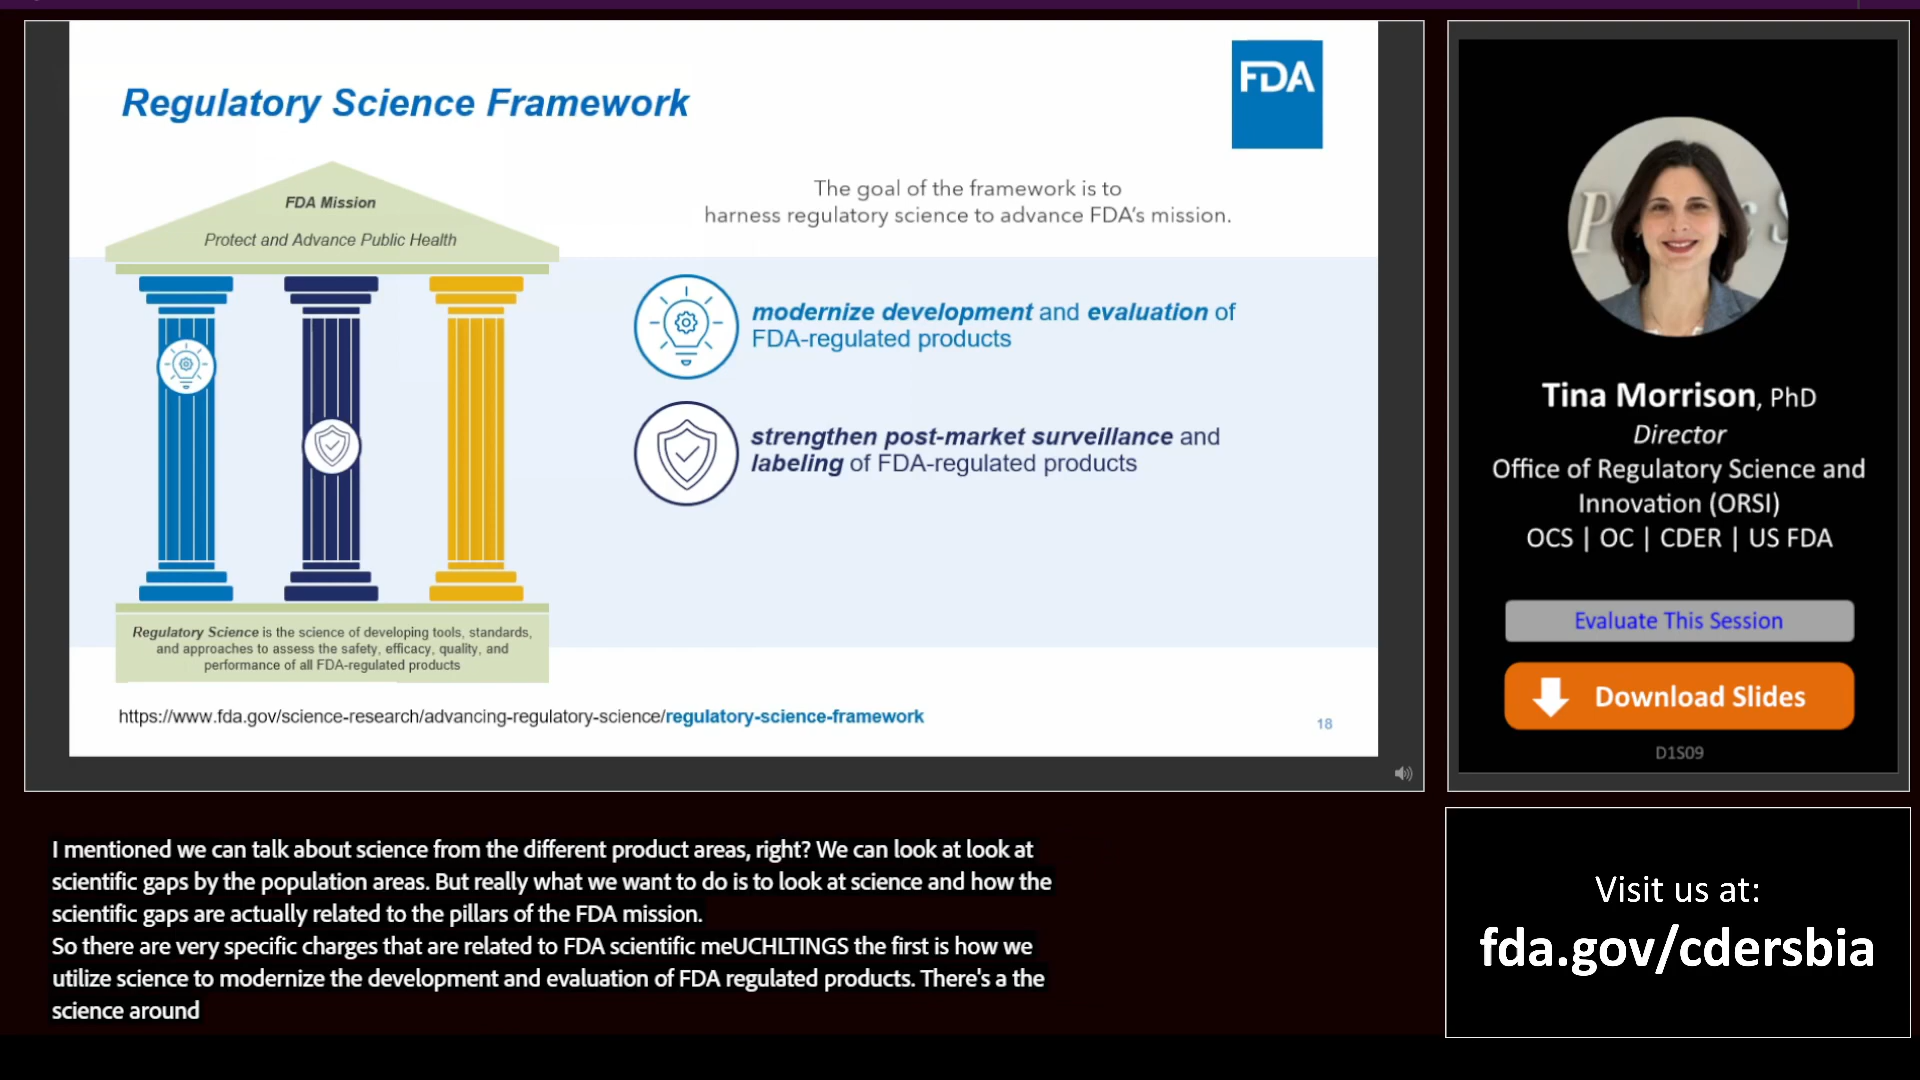 Regulatory Science Framework
FDA
FDA Mission
Protect and Advance Public Health
The goal of the framework is to
harness regulatory science to advance FDA's mission.
modernize development and evaluation of
FDA-regulated products
strengthen post-market surveillance and
labeling of FDA-regulated products
Regulatory Science is the science of developing tools, standards,
and approaches to assess the safety, efficacy, quality, and
performance of all FDA-regulated products
https://www.fda.gov/science-research/advancing-regulatory-science/regulatory-science-framework
18
Tina Morrison, PhD
Director
Office of Regulatory Science and
Innovation (ORSI)
OCS | OC | CDER | US FDA
Evaluate This Session
Download Slides
D1S09
I mentioned we can talk about science from the different product areas, right? We can look at look at
scientific gaps by the population areas. But really what we want to do is to look at science and how the
scientific gaps are actually related to the pillars of the FDA mission.
So there are very specific charges that are related to FDA scientific meUCHLTINGS the first is how we
utilize science to modernize the development and evaluation of FDA regulated products. There's a the
science around
Visit us at:
fda.gov/cdersbia